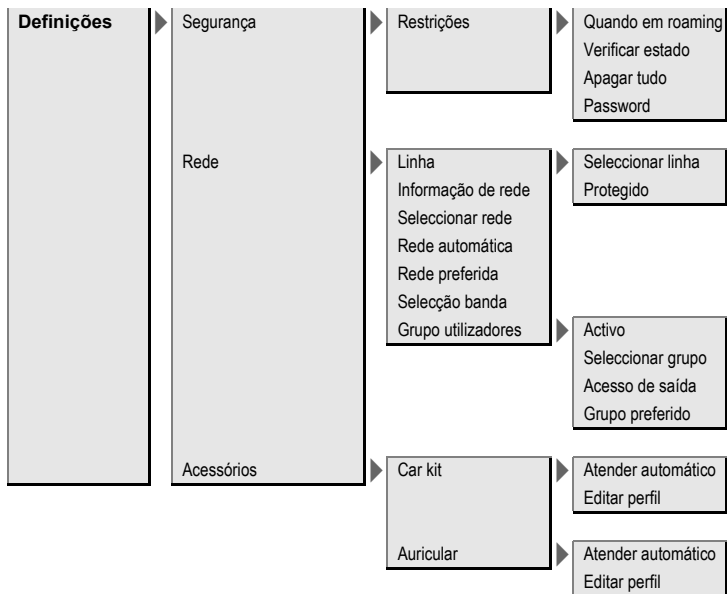 Definições
Segurança
Restrições
Quando em roaming
Verificar estado
Apagar tudo
Password
Rede
Linha
Seleccionar linha
Protegido
Informação de rede
Seleccionar rede
Rede automática
Rede preferida
Selecção banda
Grupo utilizadores
Activo
Seleccionar grupo
Acesso de saída
Grupo preferido
Acessórios
Car kit
Atender automático
Editar perfil
Auricular
Atender automático
Editar perfil